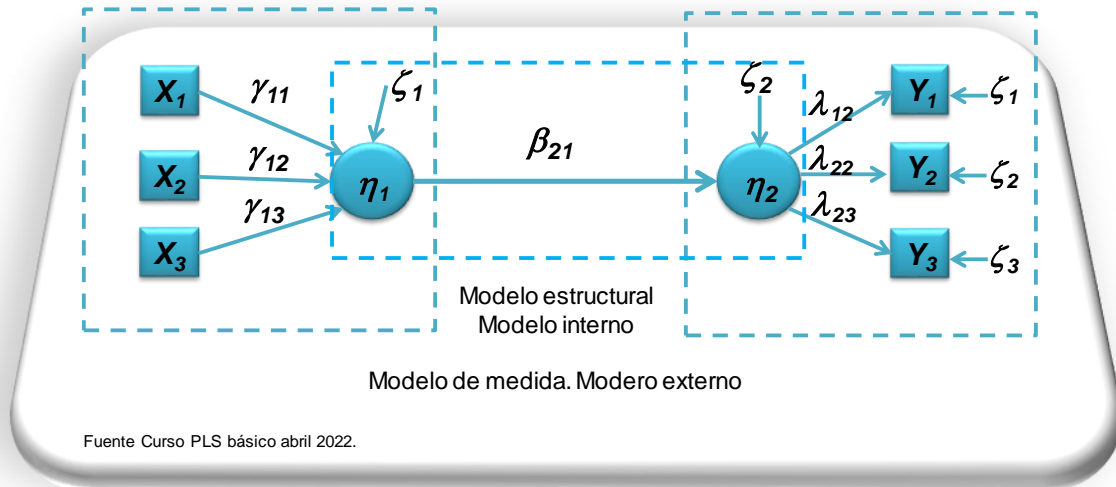 X1 γ11 ζ1 ζ2 λ12 Y1 ζ1
X2 γ12 η1 β21 η2 λ22 Y2 ζ2
X3 γ13 λ23 Y3 ζ3
Modelo estructural
Modelo interno
Modelo de medida. Modero externo
Fuente Curso PLS básico abril 2022.